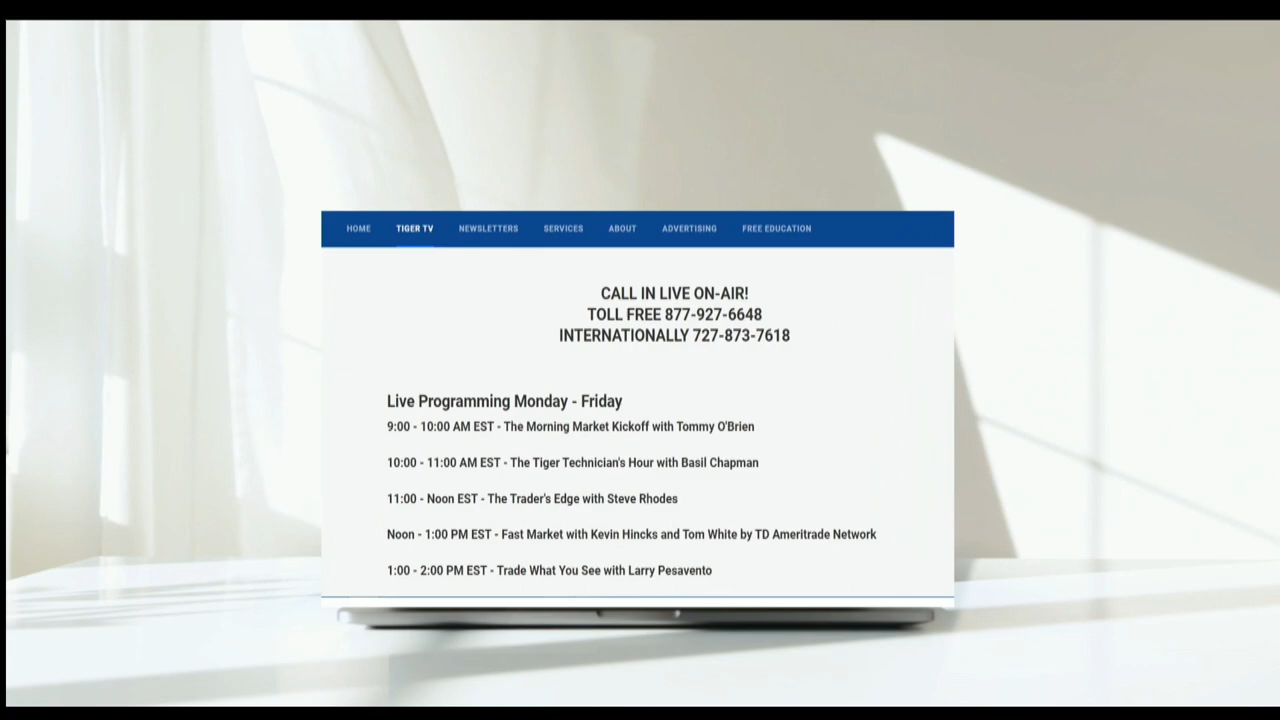 HOME TIGER TV NEWSLETTERS SERVICES ABOUT ADVERTISING FREE EDUCATION
CALL IN LIVE ON-AIR!
TOLL FREE 877-927-6648
INTERNATIONALLY 727-873-7618
Live Programming Monday - Friday
9:00 - 10:00 AM EST - The Morning Market Kickoff with Tommy O'Brien
10:00 - 11:00 AM EST - The Tiger Technician's Hour with Basil Chapman
11:00 - Noon EST - The Trader's Edge with Steve Rhodes
Noon - 1:00 PM EST - Fast Market with Kevin Hincks and Tom White by TD Ameritrade Network
1:00 - 2:00 PM EST - Trade What You See with Larry Pesavento